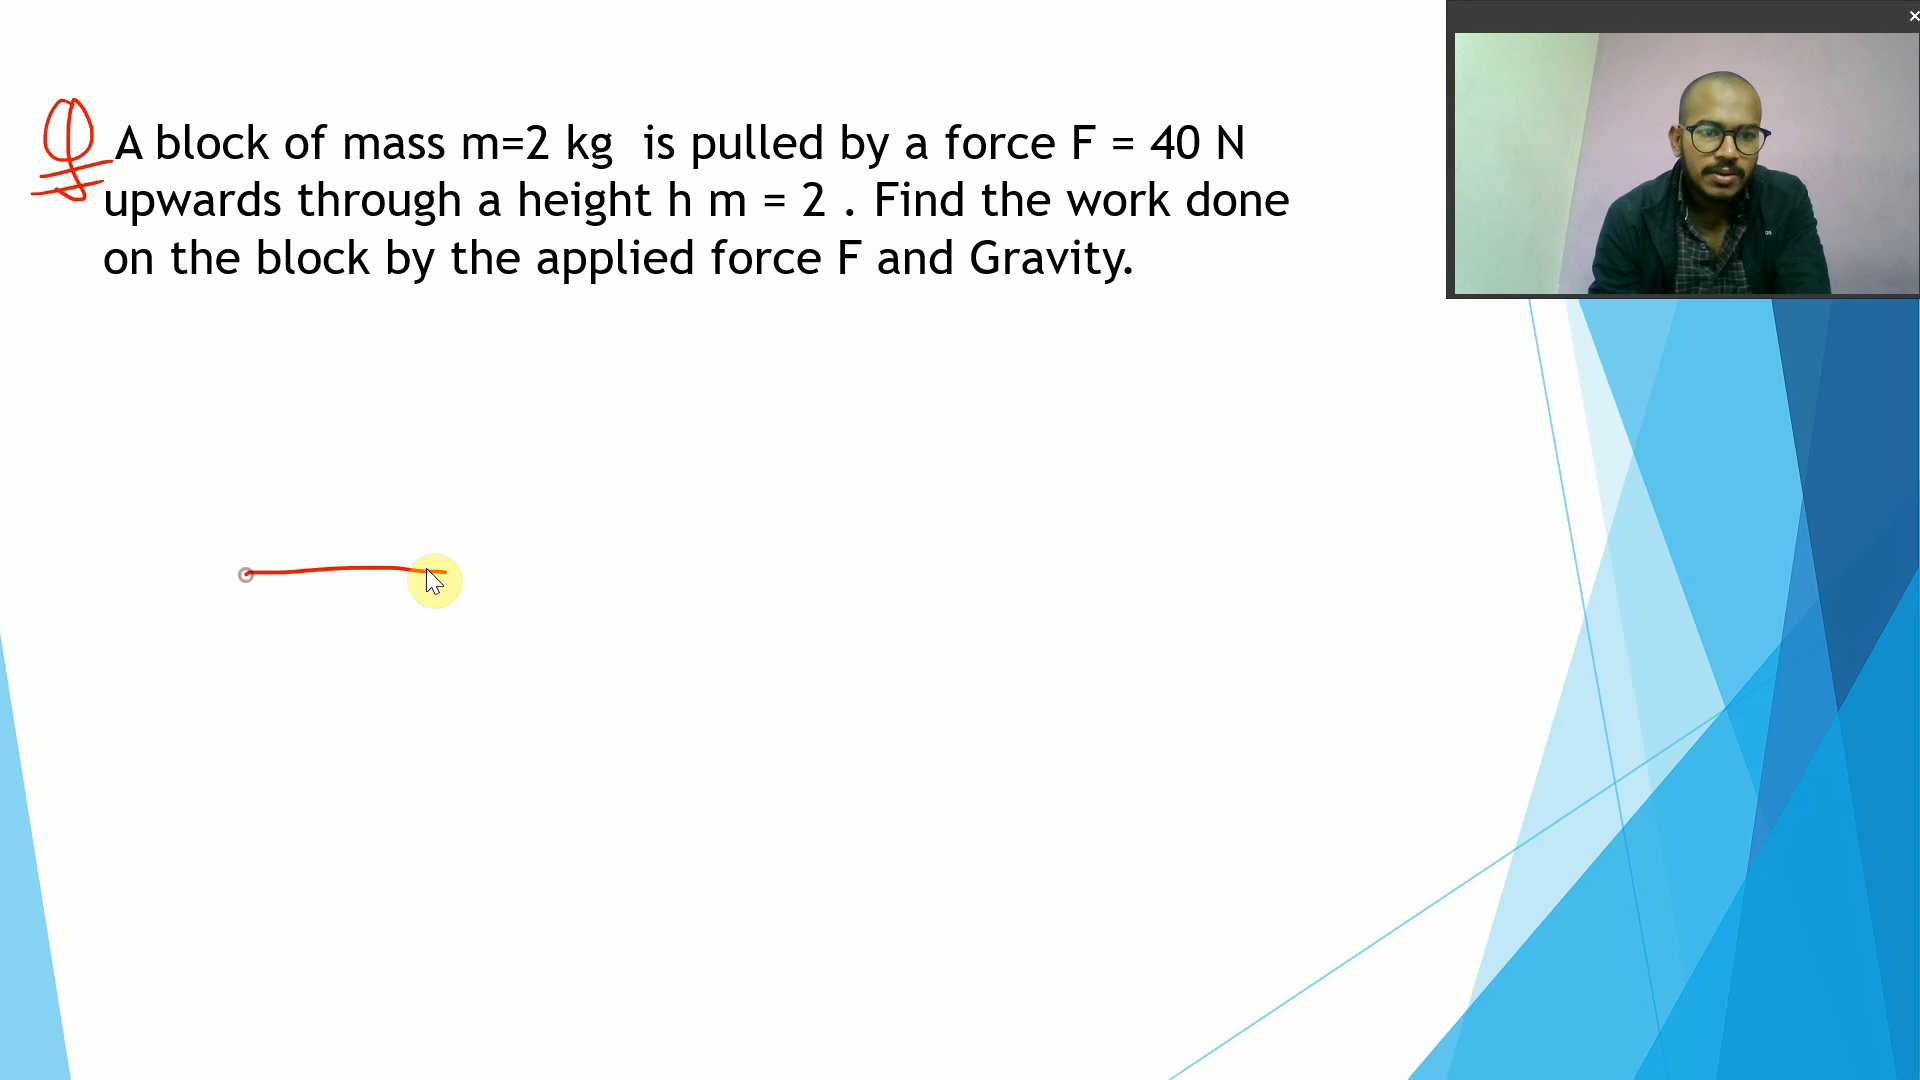 Q A block of mass m=2 kg is pulled by a force F = 40 N
upwards through a height h m = 2 . Find the work done
on the block by the applied force F and Gravity.